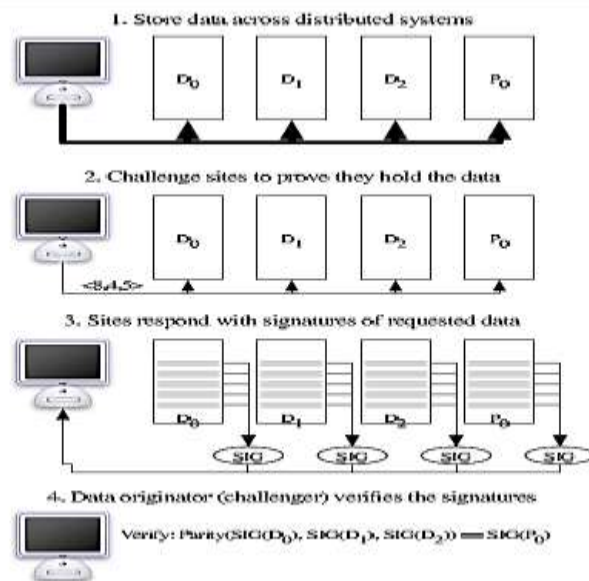 1. Store data across distributed systems
D0 D1 D2 P0
2. Challenge sites to prove they hold the data
D0 D1 D2 P0
<8,4,5>
3. Sites respond with signatures of requested data
D0 D1 D2 P0
SIG SIG SIG SIG
4. Data originator (challenger) verifies the signatures
Verify: Parity(SIG(D0), SIG(D1), SIG(D2)) == SIG(P0)